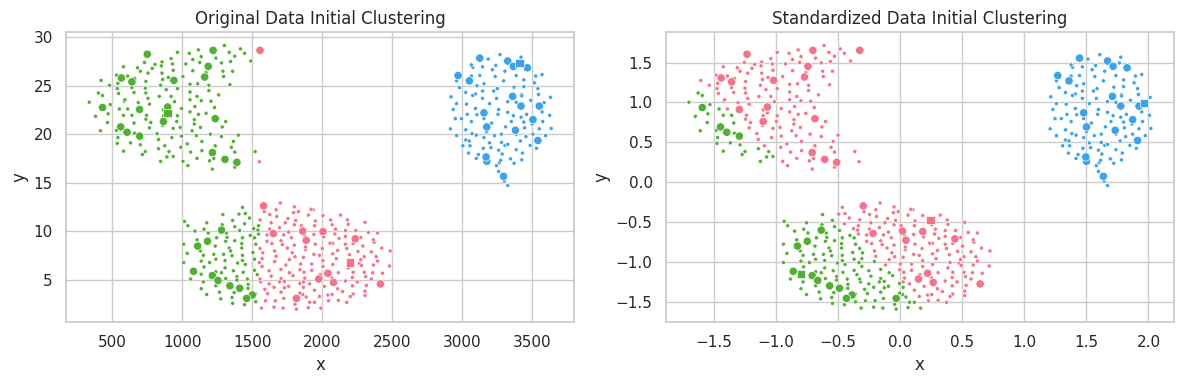 Original Data Initial Clustering
30
25
20
15
10
5
500 1000 1500 2000 2500 3000 3500
x
y
Standardized Data Initial Clustering
1.5
1.0
0.5
0.0
−0.5
−1.0
−1.5
−1.5 −1.0 −0.5 0.0 0.5 1.0 1.5 2.0
x
y